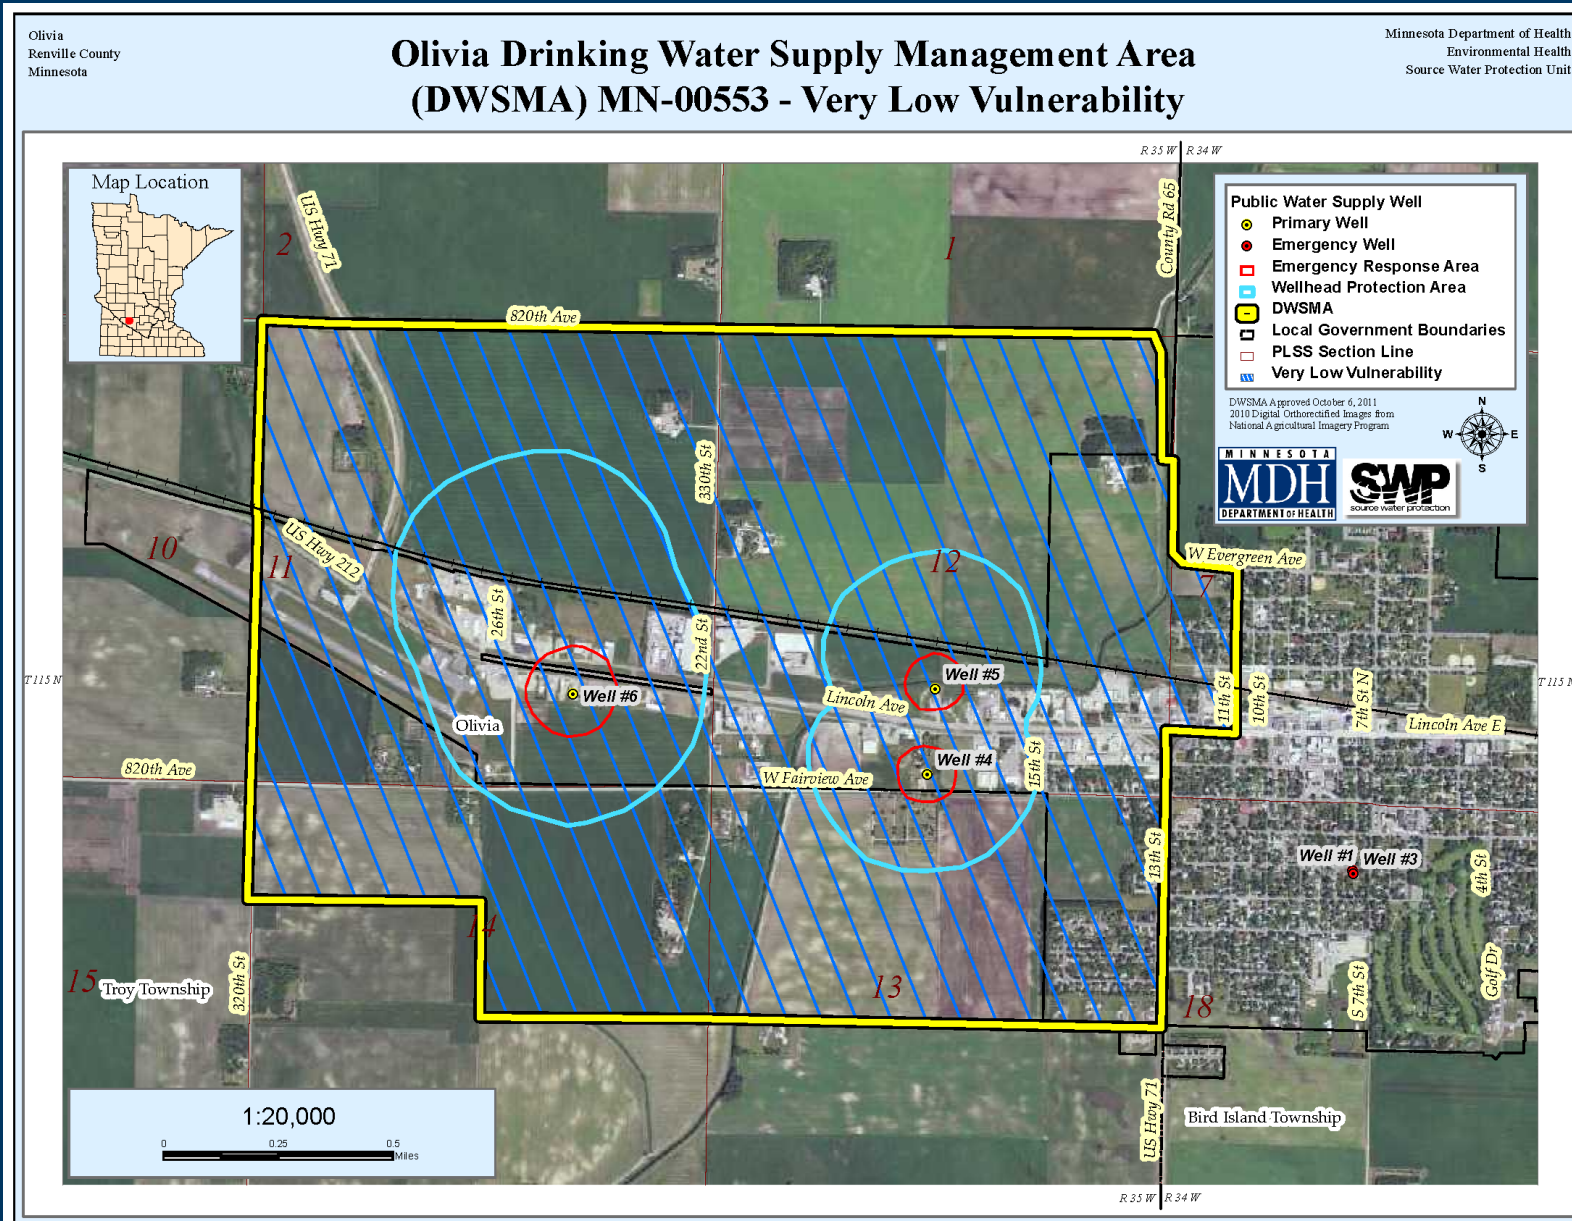 Olivia
Renville County
Minnesota
Olivia Drinking Water Supply Management Area
(DWSMA) MN-00553 - Very Low Vulnerability
Minnesota Department of Health
Environmental Health
Source Water Protection Unit
R 35 W R 34 W
Map Location
US Hwy 71
2
1
County Rd 65
Public Water Supply Well
Primary Well
Emergency Well
Emergency Response Area
Wellhead Protection Area
DWSMA
Local Government Boundaries
PLSS Section Line
Very Low Vulnerability
DWSMA Approved October 6, 2011
2010 Digital Orthorectified Images from
National Agricultural Imagery Program
N
W E
S
MINNESOTA
MDH
DEPARTMENT OF HEALTH
SWP
source water protection
820th Ave
330th St
US Hwy 212
10
11
12
W Evergreen Ave
7
26th St
22nd St
Well #6
Well #5
Lincoln Ave
T 115 N
T 115 N
11th St
10th St
7th St N
Lincoln Ave E
Olivia
820th Ave
W Fairview Ave
Well #4
15th St
13th St
Well #1
Well #3
4th St
14
15
Troy Township
320th St
13
18
S 7th St
Golf Dr
US Hwy 71
Bird Island Township
1:20,000
0 0.25 0.5
Miles
R 35 W R 34 W